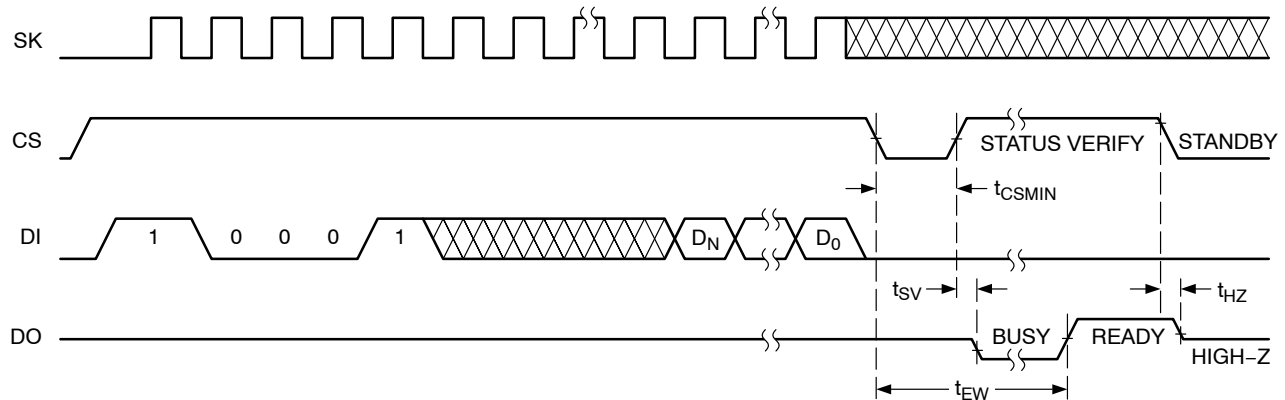 SK
CS
STATUS VERIFY
STANDBY
tCSMIN
DI
1
0
0
0
1
DN
D0
tSV
tHZ
DO
BUSY
READY
HIGH–Z
tEW